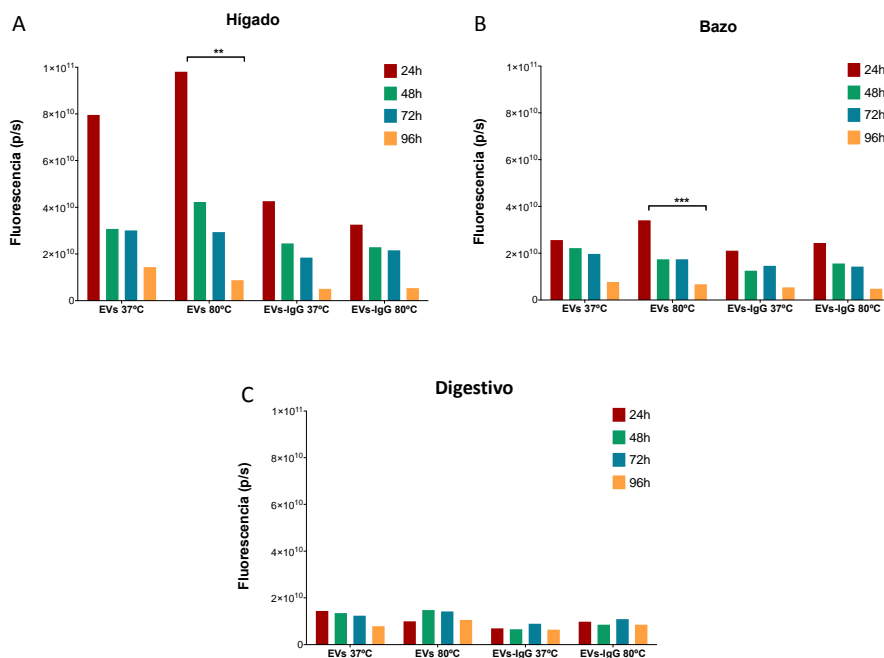 A
Hígado
**
1×10¹¹
8×10¹⁰
6×10¹⁰
4×10¹⁰
2×10¹⁰
0
Fluorescencia (p/s)
24h
48h
72h
96h
EVs 37ºC
EVs 80ºC
EVs-IgG 37ºC
EVs-IgG 80ºC
B
Bazo
***
1×10¹¹
8×10¹⁰
6×10¹⁰
4×10¹⁰
2×10¹⁰
0
Fluorescencia (p/s)
24h
48h
72h
96h
EVs 37ºC
EVs 80ºC
EVs-IgG 37ºC
EVs-IgG 80ºC
C
Digestivo
1×10¹¹
8×10¹⁰
6×10¹⁰
4×10¹⁰
2×10¹⁰
0
Fluorescencia (p/s)
24h
48h
72h
96h
EVs 37ºC
EVs 80ºC
EVs-IgG 37ºC
EVs-IgG 80ºC